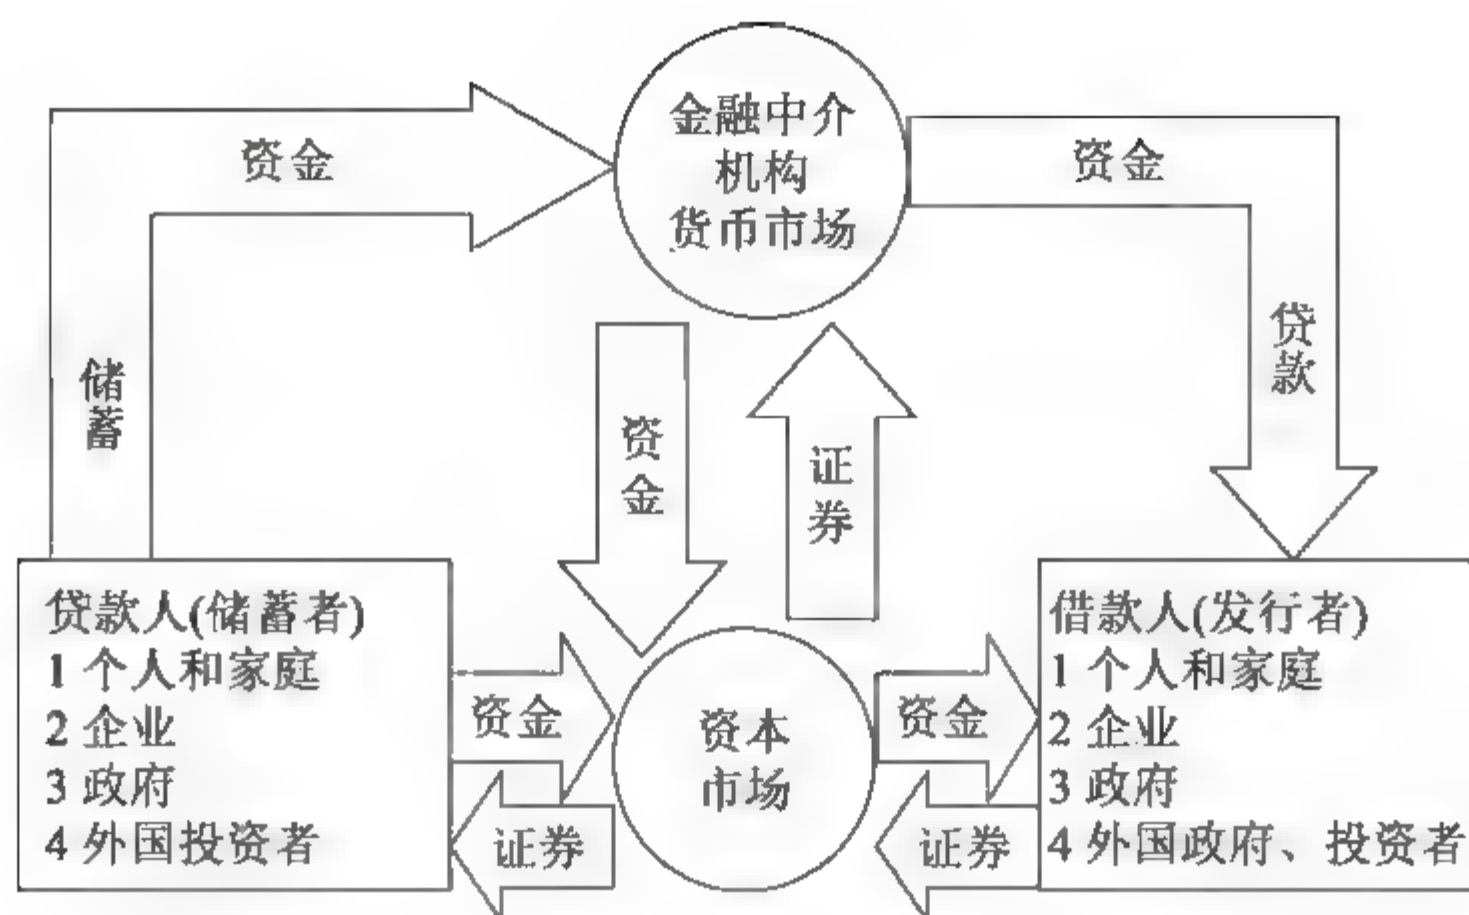 金融中介
机构
货币市场
资金
资金
储蓄
贷款
资金
证券
贷款人(储蓄者)
1 个人和家庭
2 企业
3 政府
4 外国投资者
资金
证券
资本
市场
资金
证券
借款人(发行者)
1 个人和家庭
2 企业
3 政府
4 外国政府、投资者